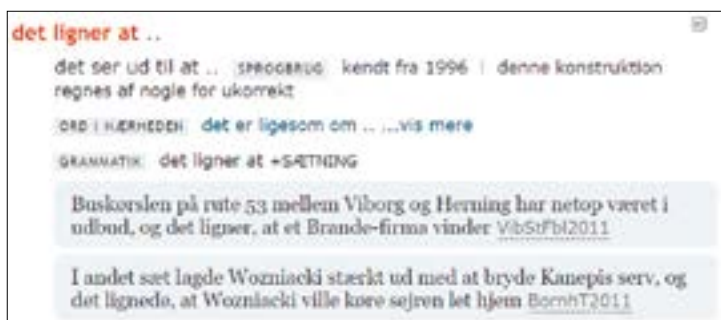 det ligner at ..
det ser ud til at .. SPROGBRUG kendt fra 1996 | denne konstruktion
regnes af nogle for ukorrekt
ORD I NÆRHEDEN det er ligesom om .. ...vis mere
GRAMMATIK det ligner at +SÆTNING
Buskørslen på rute 53 mellem Viborg og Herning har netop været i
udbud, og det ligner, at et Brande-firma vinder VibStFbl2011
I andet sæt lagde Wozniacki stærkt ud med at bryde Kanepis serv, og
det lignede, at Wozniacki ville køre sejren let hjem BornhT2011